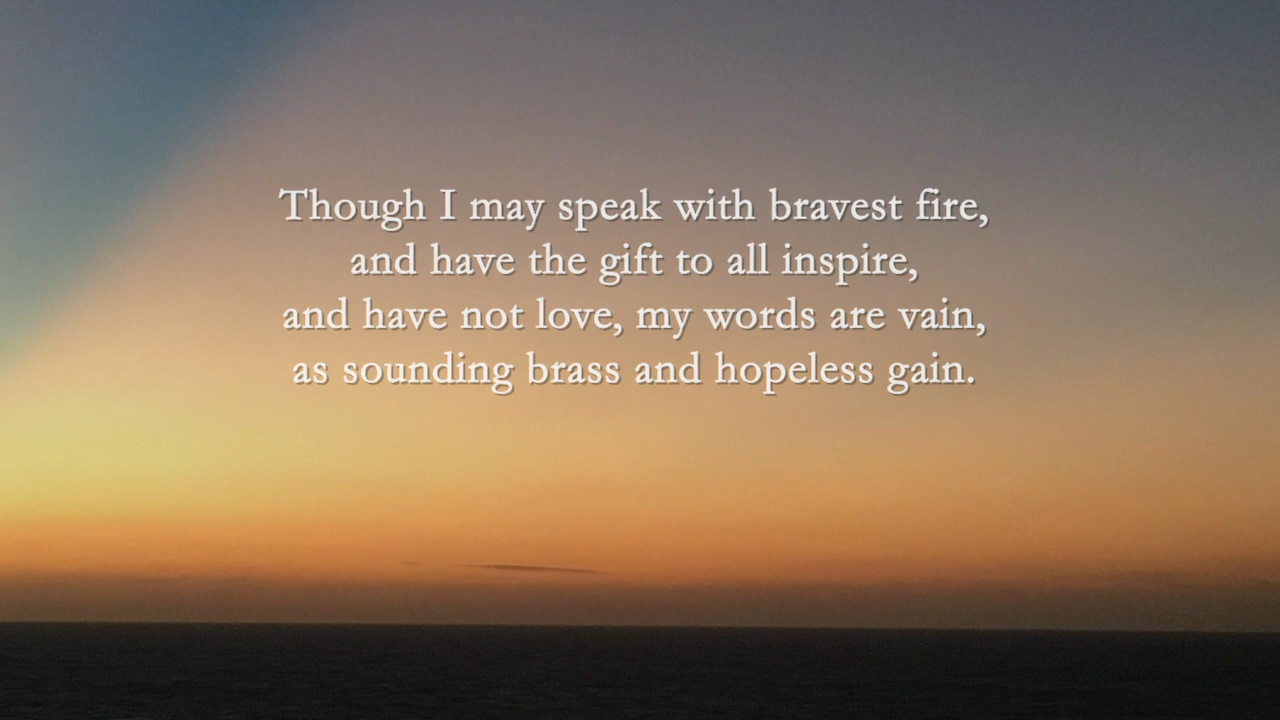 Though I may speak with bravest fire,
and have the gift to all inspire,
and have not love, my words are vain,
as sounding brass and hopeless gain.